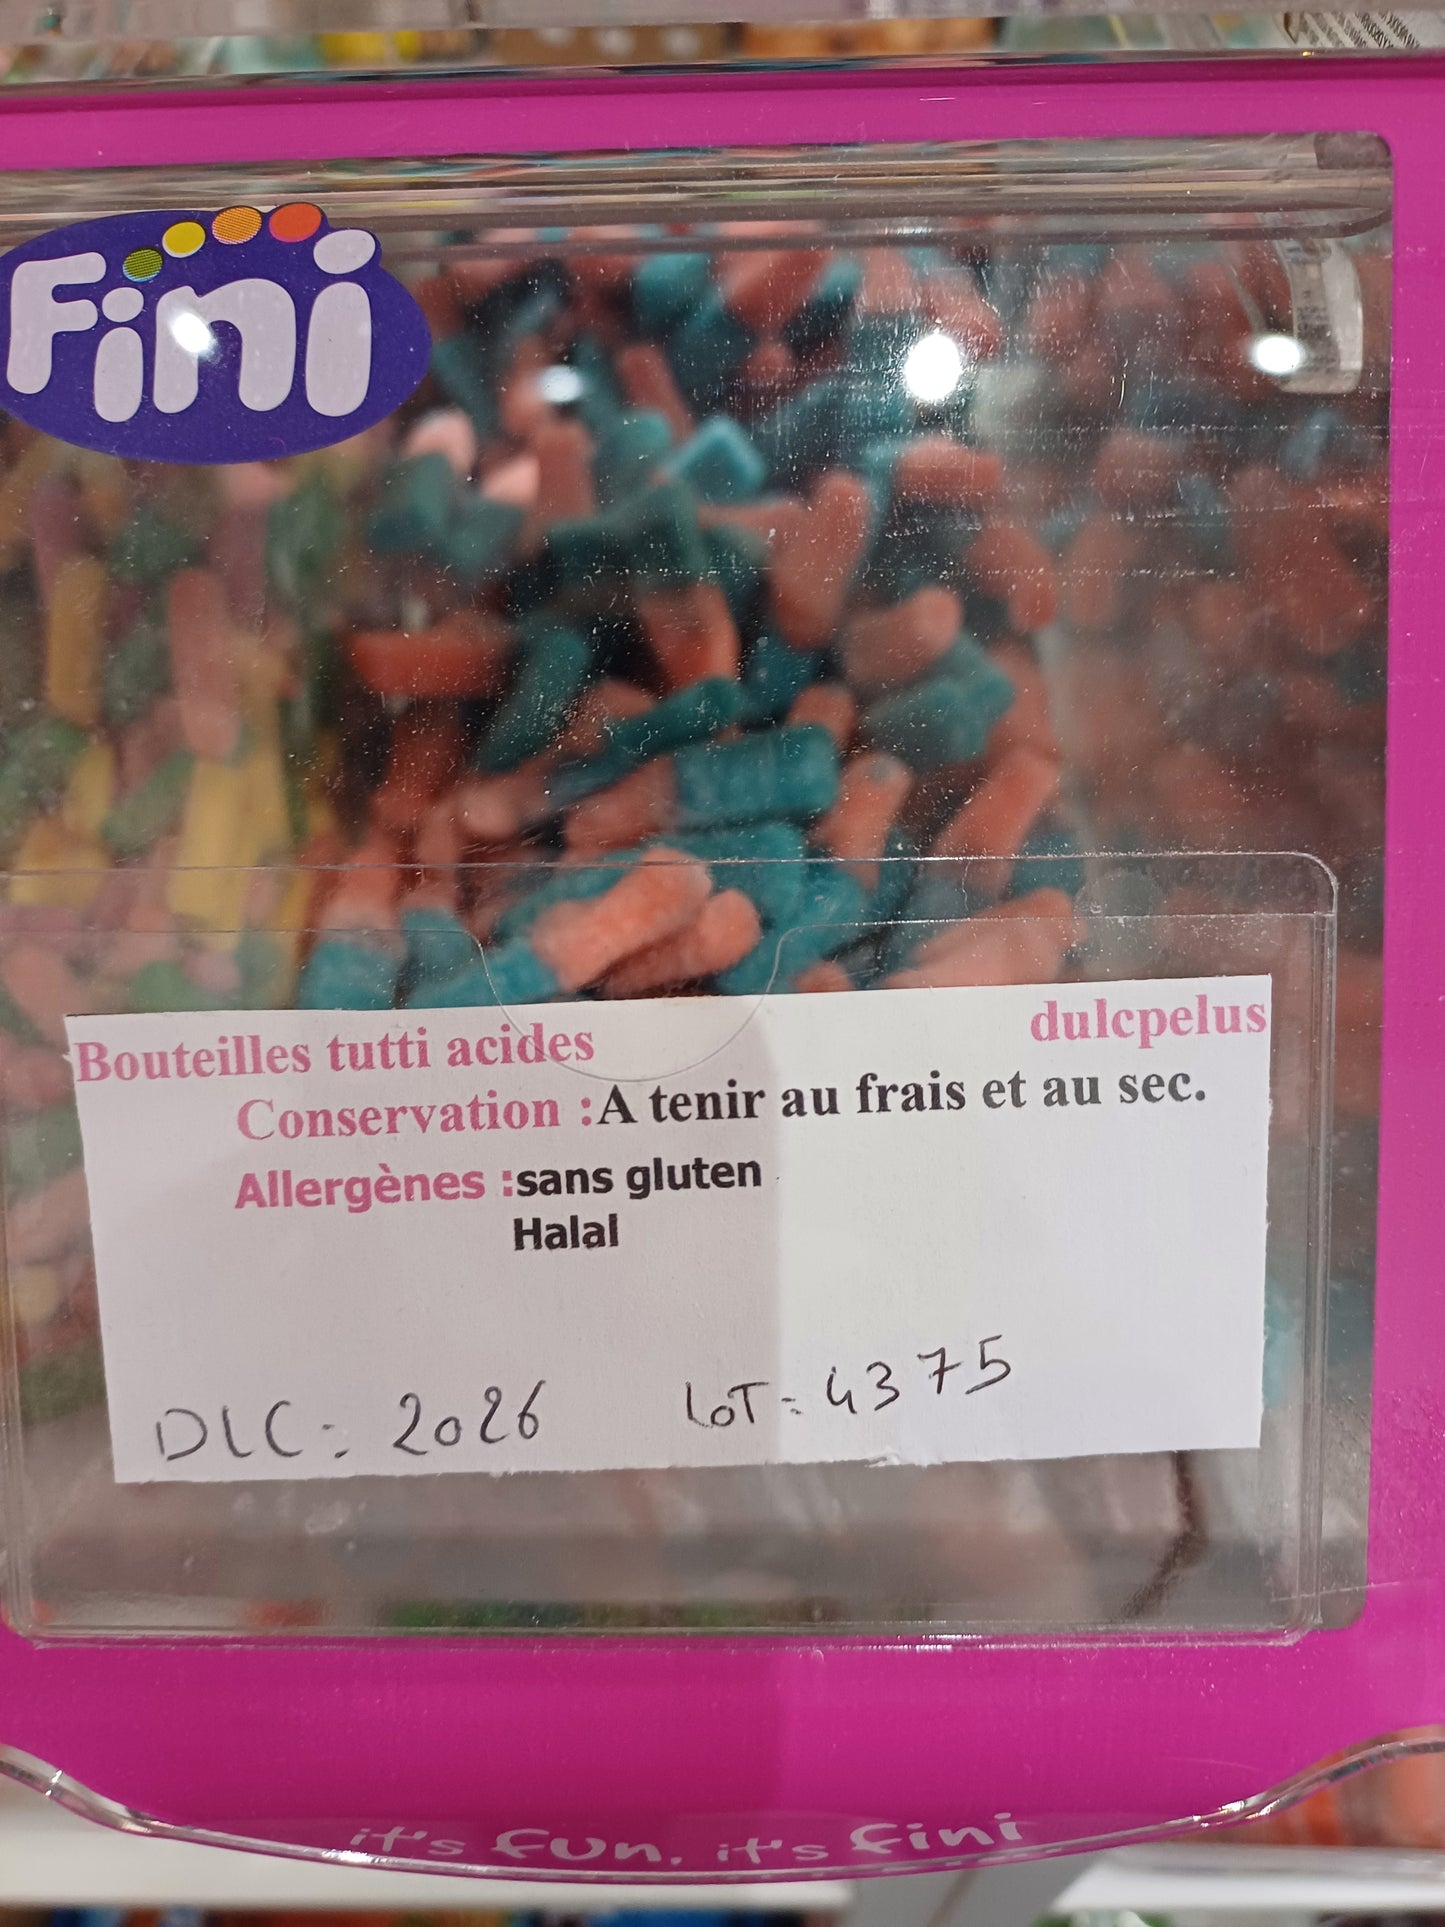 Fini
Bouteilles tutti acides dulcpelus
Conservation :A tenir au frais et au sec.
Allergènes :sans gluten
Halal
DLC: 2026 LOT: 4375
it's fun, it's fini